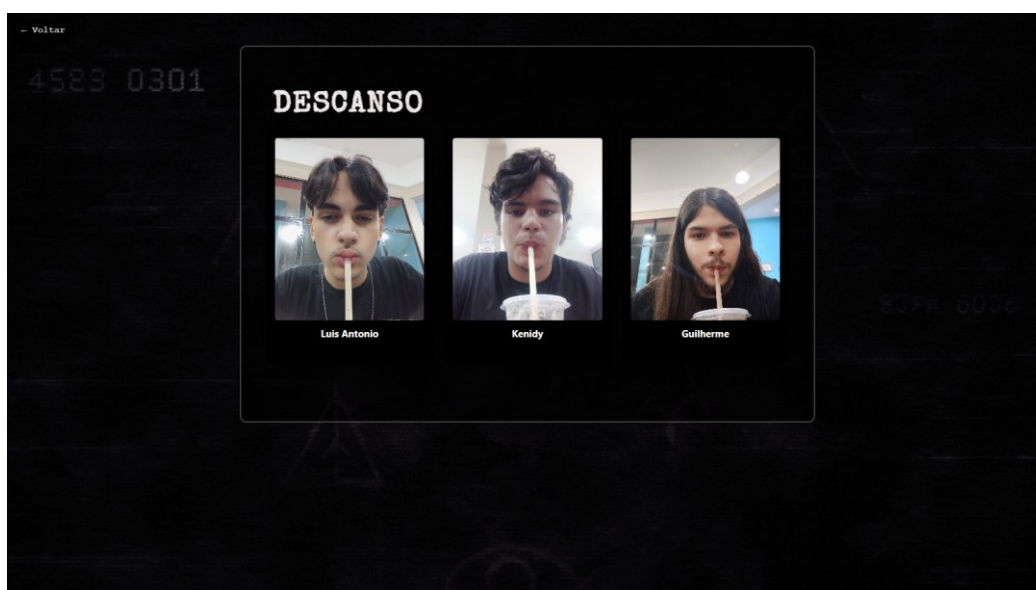 ← Voltar
4583 0301
DESCANSO
Luis Antonio
Kenidy
Guilherme